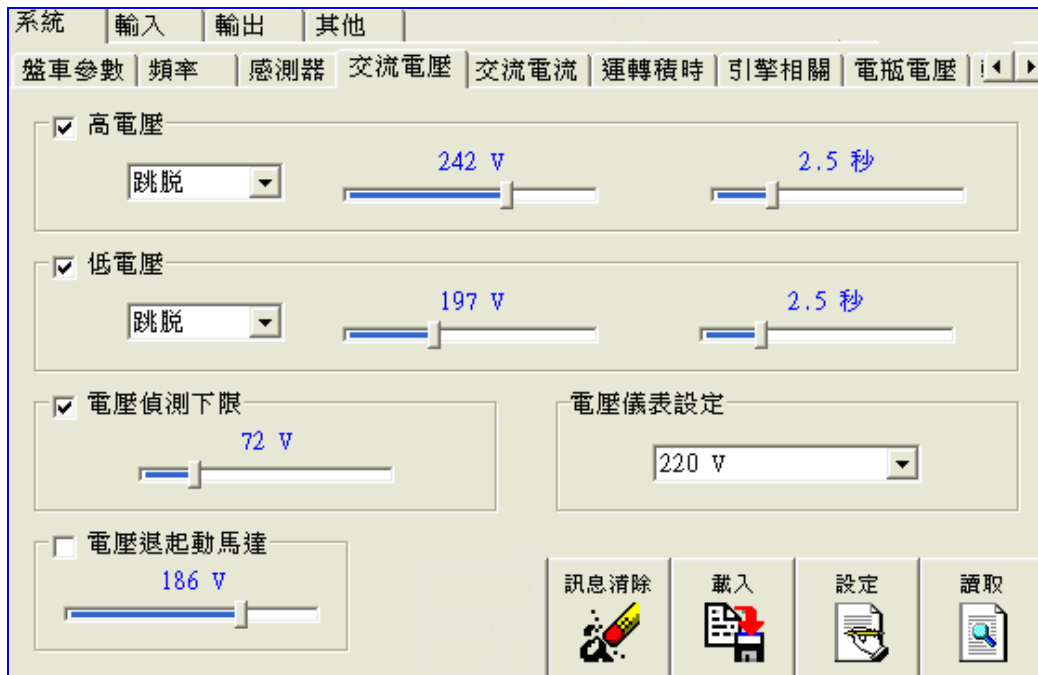 系統 輸入 輸出 其他
盤車參數 頻率 感測器 交流電壓 交流電流 運轉積時 引擎相關 電瓶電壓
高電壓
跳脱 242 V 2.5 秒
低電壓
跳脱 197 V 2.5 秒
電壓偵測下限 電壓儀表設定
72 V
220 V
電壓退起動馬達
186 V
訊息清除 載入 設定 讀取